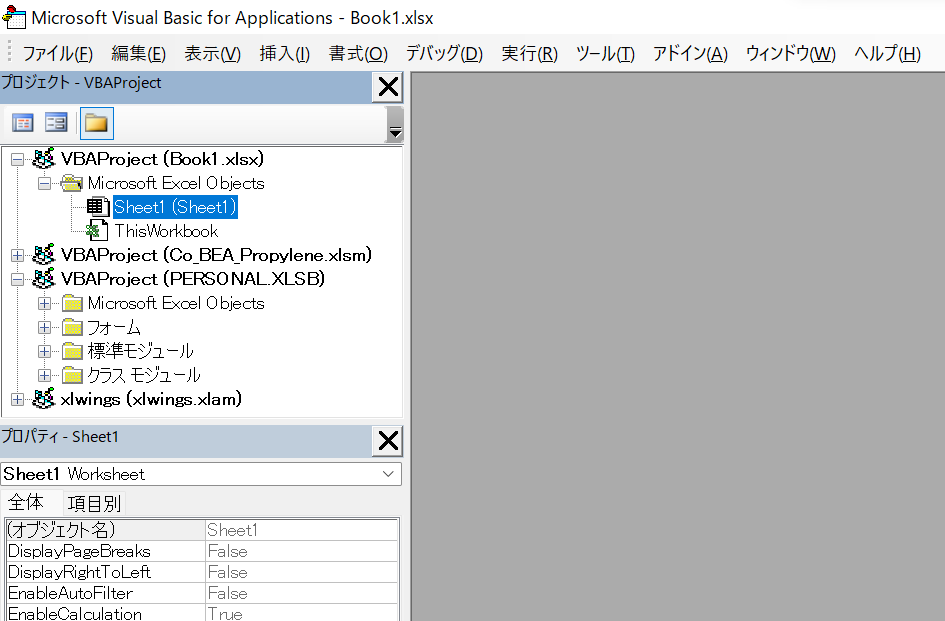 Microsoft Visual Basic for Applications - Book1.xlsx
ファイル(F) 編集(E) 表示(V) 挿入(I) 書式(O) デバッグ(D) 実行(R) ツール(T) アドイン(A) ウィンドウ(W) ヘルプ(H)
プロジェクト - VBAProject
VBAProject (Book1.xlsx)
Microsoft Excel Objects
Sheet1 (Sheet1)
ThisWorkbook
VBAProject (Co_BEA_Propylene.xlsm)
VBAProject (PERSONAL.XLSB)
Microsoft Excel Objects
フォーム
標準モジュール
クラス モジュール
xlwings (xlwings.xlam)
プロパティ - Sheet1
Sheet1 Worksheet
全体 項目別
(オブジェクト名) Sheet1
DisplayPageBreaks False
DisplayRightToLeft False
EnableAutoFilter False
EnableCalculation True